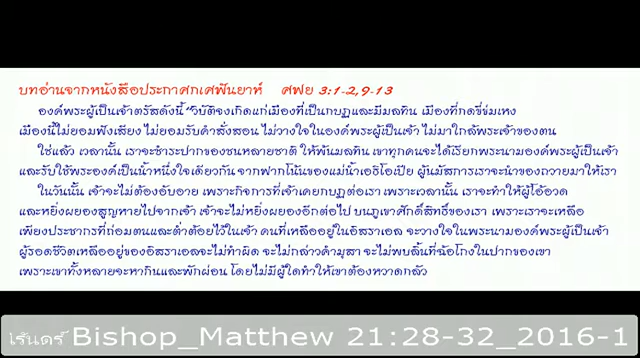 บทอ่านจากหนังสือประกาศกเศฟันยาห์ ศฟย 3:1-2,9-13
องค์พระผู้เป็นเจ้าตรัสดังนี้ "วิบัติจงเกิดแก่เมืองที่เป็นกบฏและมีมลทิน เมืองที่กดขี่ข่มเหง
เมืองนี้ไม่ยอมฟังเสียง ไม่ยอมรับคำสั่งสอน ไม่วางใจในองค์พระผู้เป็นเจ้า ไม่มาใกล้พระเจ้าของตน
ใช่แล้ว เวลานั้น เราจะชำระปากของชนหลายชาติ ให้พ้นมลทิน เขาทุกคนจะได้เรียกพระนามองค์พระผู้เป็นเจ้า
และรับใช้พระองค์เป็นน้ำหนึ่งใจเดียวกัน จากฟากโน้นของแม่น้ำเอธิโอเปีย ผู้นมัสการเราจะนำของถวายมาให้เรา
ในวันนั้น เจ้าจะไม่ต้องอับอาย เพราะกิจการที่เจ้าเคยกบฏต่อเรา เพราะเวลานั้น เราจะทำให้ผู้โอ้อวด
และหยิ่งผยองสูญหายไปจากเจ้า เจ้าจะไม่หยิ่งผยองอีกต่อไป บนภูเขาศักดิ์สิทธิ์ของเรา เพราะเราจะเหลือ
เพียงประชากรที่ถ่อมตนและต่ำต้อยไว้ในเจ้า คนที่เหลืออยู่ในอิสราเอล จะวางใจในพระนามองค์พระผู้เป็นเจ้า
ผู้รอดชีวิตเหลืออยู่ของอิสราเอลจะไม่ทำผิด จะไม่กล่าวคำมุสา จะไม่พบลิ้นที่ฉ้อโกงในปากของเขา
เพราะเขาทั้งหลายจะหากินและพักผ่อน โดยไม่มีผู้ใดทำให้เขาต้องหวาดกลัว
Bishop_Matthew 21:28-32_2016-1